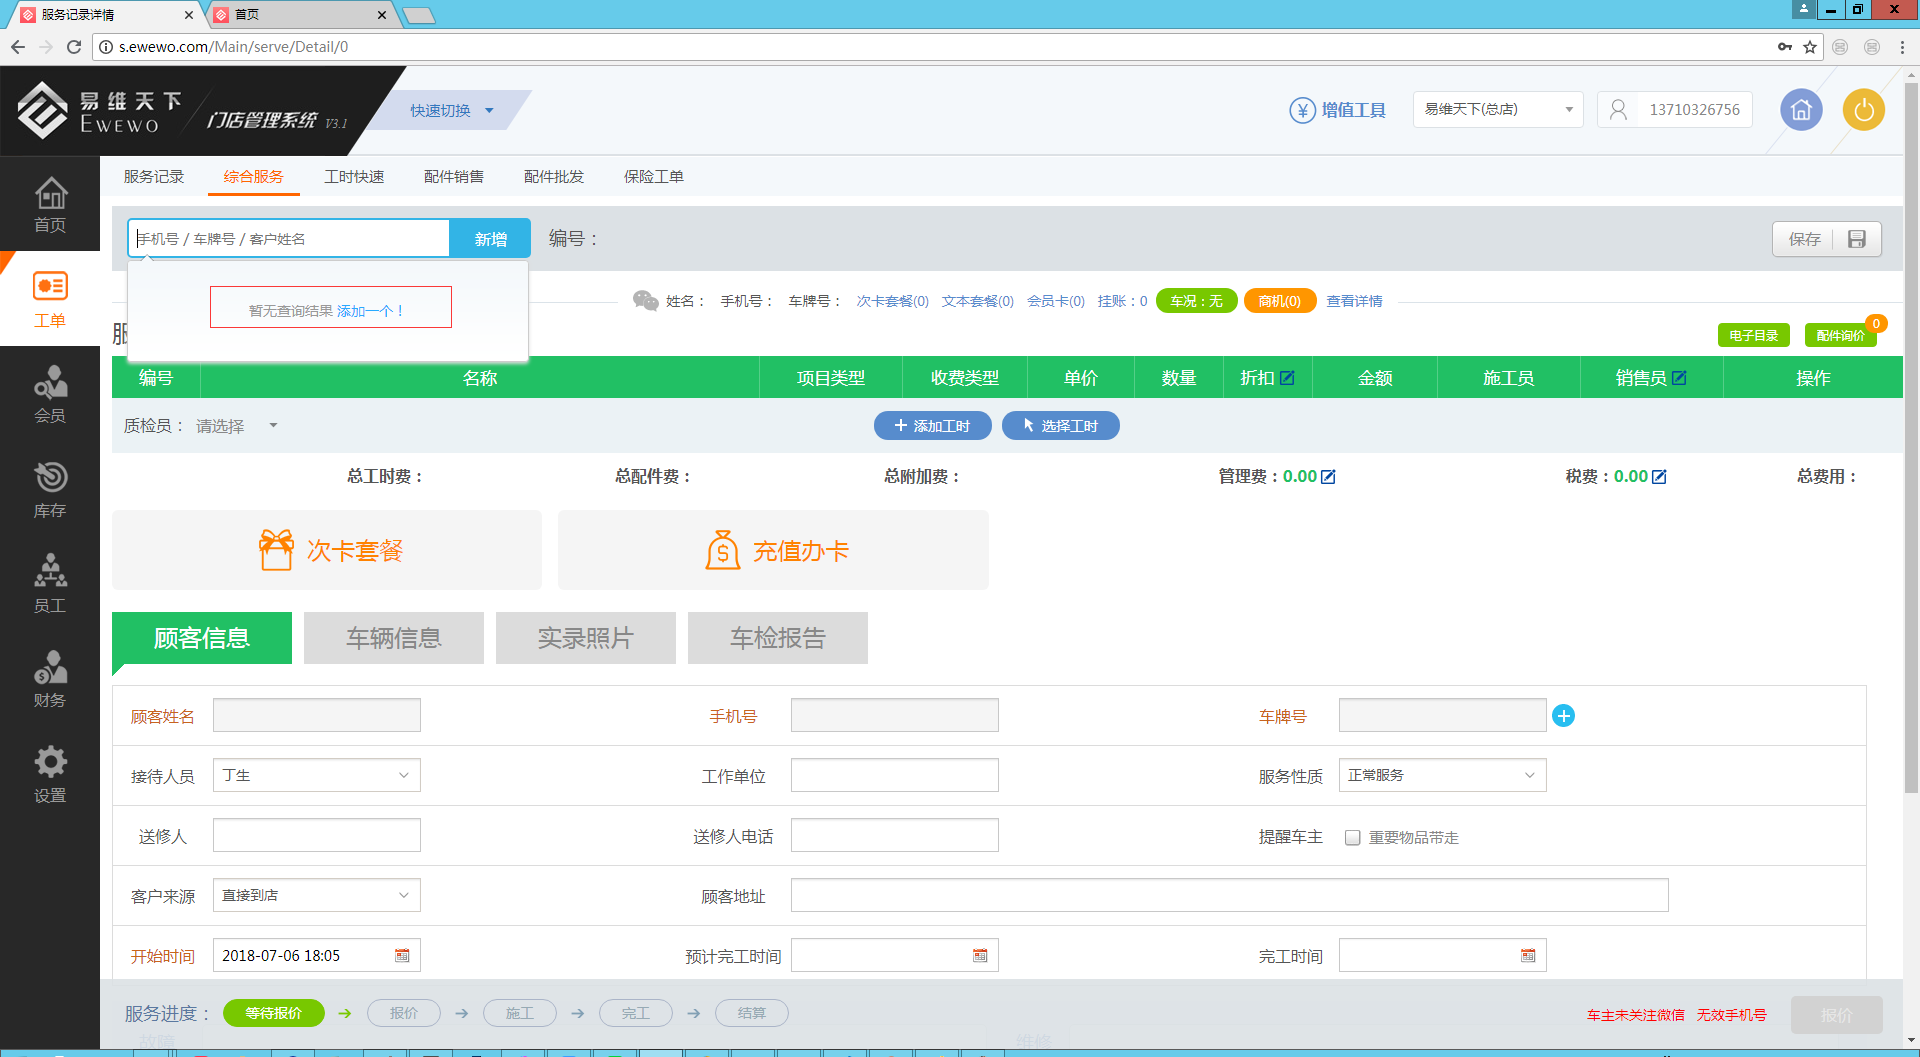 服务记录详情 首页
s.ewewo.com/Main/serve/Detail/0
易维天下 EWEWO 门店管理系统 V3.1 快速切换 ¥ 增值工具 易维天下(总店) 13710326756
服务记录 综合服务 工时快速 配件销售 配件批发 保险工单
首页
工单
会员
库存
员工
财务
设置
手机号 / 车牌号 / 客户姓名 新增 编号： 保存
暂无查询结果 添加一个！
姓名： 手机号： 车牌号： 次卡套餐(0) 文本套餐(0) 会员卡(0) 挂账：0 车况：无 商机(0) 查看详情
服 电子目录 配件询价 0
编号 名称 项目类型 收费类型 单价 数量 折扣 金额 施工员 销售员 操作
质检员： 请选择 添加工时 选择工时
总工时费： 总配件费： 总附加费： 管理费：0.00 税费：0.00 总费用：
次卡套餐 充值办卡
顾客信息 车辆信息 实录照片 车检报告
顾客姓名 手机号 车牌号
接待人员 丁生 工作单位 服务性质 正常服务
送修人 送修人电话 提醒车主 重要物品带走
客户来源 直接到店 顾客地址
开始时间 2018-07-06 18:05 预计完工时间 完工时间
服务进度： 等待报价 → 报价 → 施工 → 完工 → 结算 车主未关注微信 无效手机号 报价
故障 维修